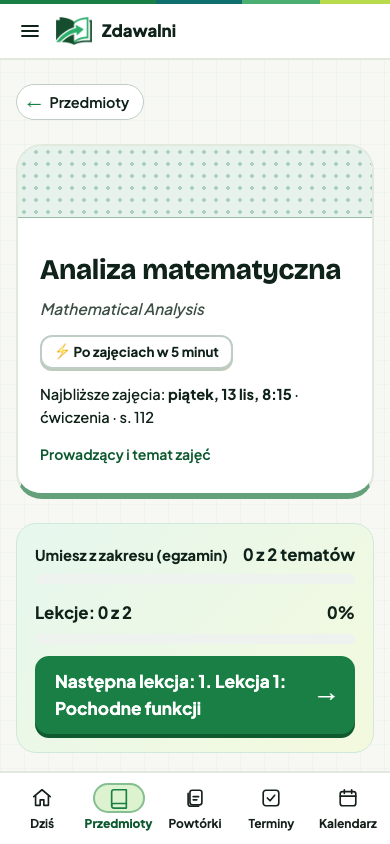 Zdawalni
← Przedmioty
Analiza matematyczna
Mathematical Analysis
⚡ Po zajęciach w 5 minut
Najbliższe zajęcia: piątek, 13 lis, 8:15 ·
ćwiczenia · s. 112
Prowadzący i temat zajęć
Umiesz z zakresu (egzamin) 0 z 2 tematów
Lekcje: 0 z 2 0%
Następna lekcja: 1. Lekcja 1:
Pochodne funkcji →
Dziś Przedmioty Powtórki Terminy Kalendarz